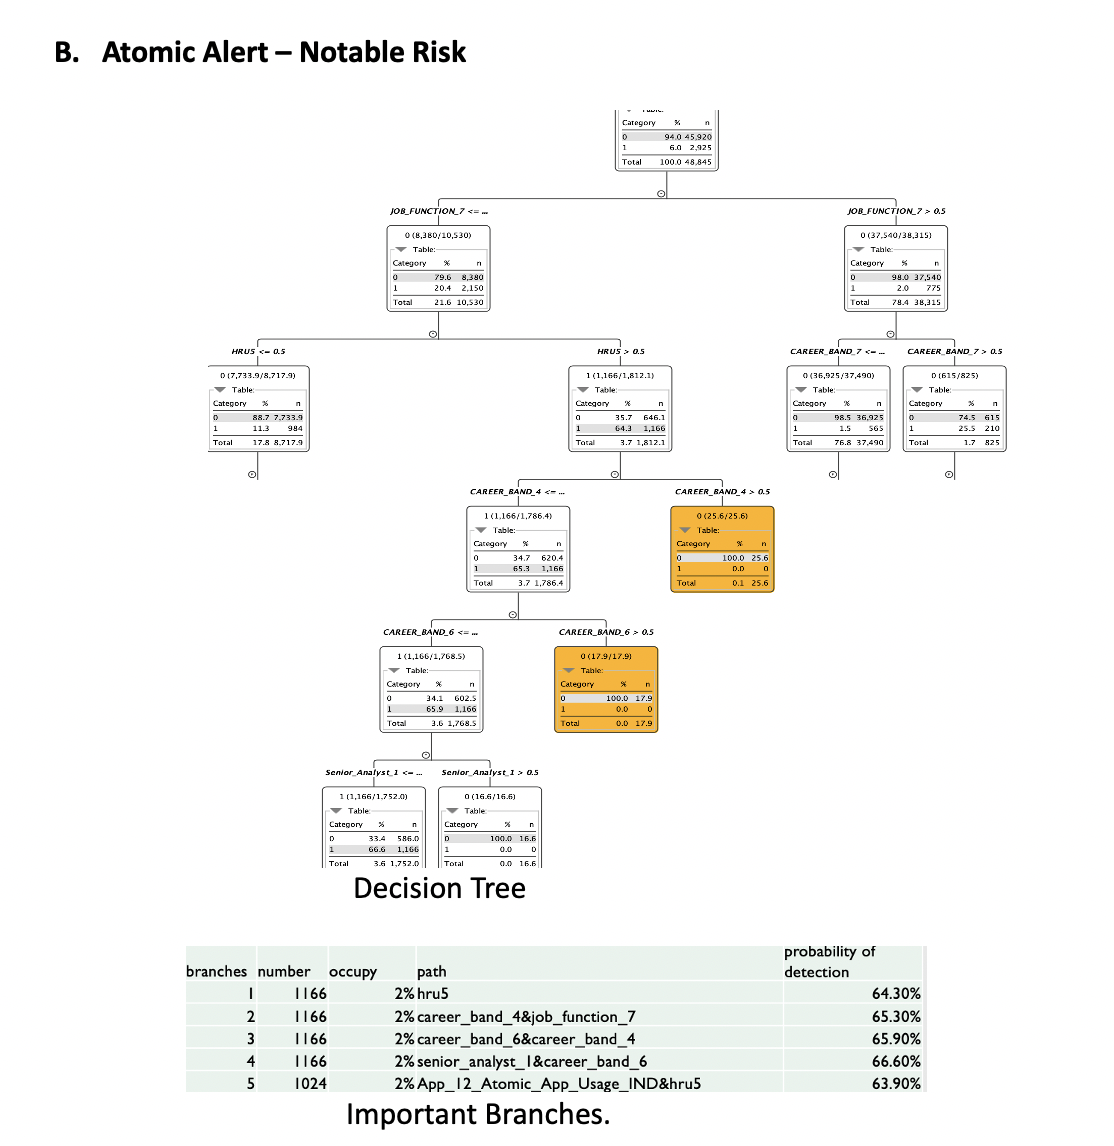 B. Atomic Alert – Notable Risk
Category % n
0 94.0 45,920
1 6.0 2,925
Total 100.0 48,845
JOB_FUNCTION_7 <= ... JOB_FUNCTION_7 > 0.5
0 (8,380/10,530) 0 (37,540/38,315)
Table: Table:
Category % n Category % n
0 79.6 8,380 0 98.0 37,540
1 20.4 2,150 1 2.0 775
Total 21.6 10,530 Total 78.4 38,315
HRU5 <= 0.5 HRU5 > 0.5 CAREER_BAND_7 <= ... CAREER_BAND_7 > 0.5
0 (7,733.9/8,717.9) 1 (1,166/1,812.1) 0 (36,925/37,490) 0 (615/825)
Table: Table: Table: Table:
Category % n Category % n Category % n Category % n
0 88.7 7,733.9 0 35.7 646.1 0 98.5 36,925 0 74.5 615
1 11.3 984 1 64.3 1,166 1 1.5 565 1 25.5 210
Total 17.8 8,717.9 Total 3.7 1,812.1 Total 76.8 37,490 Total 1.7 825
CAREER_BAND_4 <= ... CAREER_BAND_4 > 0.5
1 (1,166/1,786.4) 0 (25.6/25.6)
Table: Table:
Category % n Category % n
0 34.7 620.4 0 100.0 25.6
1 65.3 1,166 1 0.0 0
Total 3.7 1,786.4 Total 0.1 25.6
CAREER_BAND_6 <= ... CAREER_BAND_6 > 0.5
1 (1,166/1,768.5) 0 (17.9/17.9)
Table: Table:
Category % n Category % n
0 34.1 602.5 0 100.0 17.9
1 65.9 1,166 1 0.0 0
Total 3.6 1,768.5 Total 0.0 17.9
Senior_Analyst_1 <= ... Senior_Analyst_1 > 0.5
1 (1,166/1,752.0) 0 (16.6/16.6)
Table: Table:
Category % n Category % n
0 33.4 586.0 0 100.0 16.6
1 66.6 1,166 1 0.0 0
Total 3.6 1,752.0 Total 0.0 16.6
Decision Tree
probability of
branches number occupy path detection
1 1166 2% hru5 64.30%
2 1166 2% career_band_4&job_function_7 65.30%
3 1166 2% career_band_6&career_band_4 65.90%
4 1166 2% senior_analyst_1&career_band_6 66.60%
5 1024 2% App_12_Atomic_App_Usage_IND&hru5 63.90%
Important Branches.